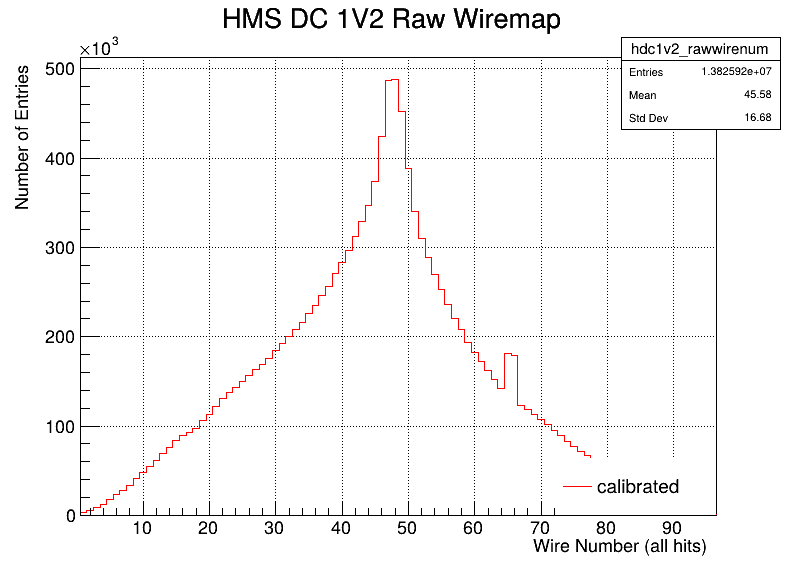 HMS DC 1V2 Raw Wiremap
×10³
hdc1v2_rawwirenum
Entries 1.382592e+07
Mean 45.58
Std Dev 16.68
Number of Entries
500
400
300
200
100
0
10 20 30 40 50 60 70 80 90
calibrated
Wire Number (all hits)